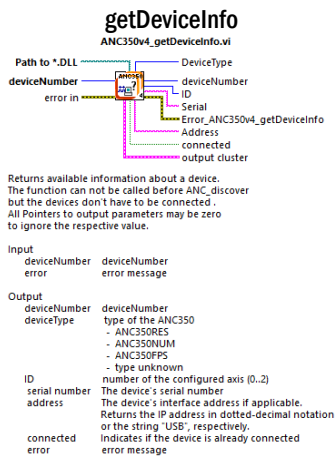 getDeviceInfo
ANC350v4_getDeviceInfo.vi
Path to *.DLL
DeviceType
deviceNumber
deviceNumber
ID
error in
Serial
Error_ANC350v4_getDeviceInfo
Address
connected
output cluster
ANC350
?
4
Returns available information about a device.
The function can not be called before ANC_discover
but the devices don't have to be connected .
All Pointers to output parameters may be zero
to ignore the respective value.
Input
deviceNumber deviceNumber
error error message
Output
deviceNumber deviceNumber
deviceType type of the ANC350
- ANC350RES
- ANC350NUM
- ANC350FPS
- type unknown
ID number of the configured axis (0..2)
serial number The device's serial number
address The device's interface address if applicable.
Returns the IP address in dotted-decimal notation
or the string "USB", respectively.
connected Indicates if the device is already connected
error error message